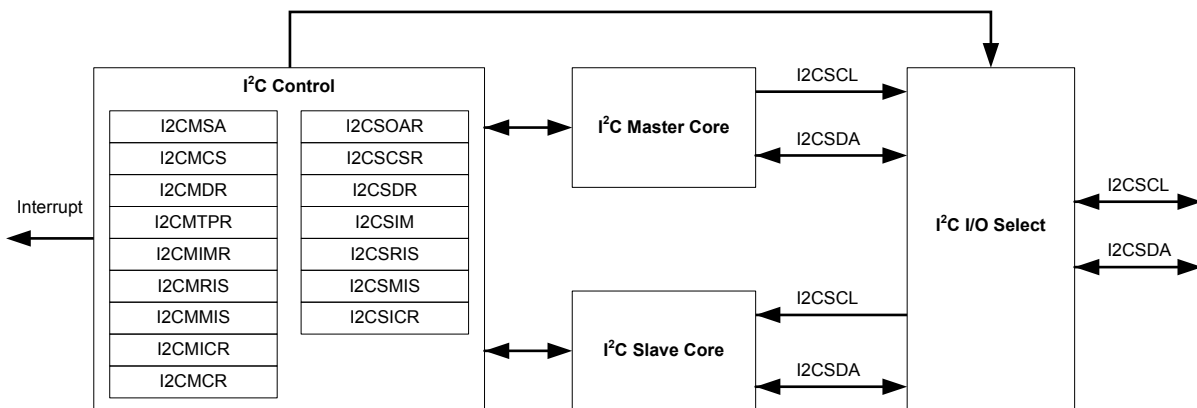 I²C Control
I2CMSA
I2CMCS
I2CMDR
I2CMTPR
I2CMIMR
I2CMRIS
I2CMMIS
I2CMICR
I2CMCR
I2CSOAR
I2CSCSR
I2CSDR
I2CSIM
I2CSRIS
I2CSMIS
I2CSICR
Interrupt
I²C Master Core
I2CSCL
I2CSDA
I²C Slave Core
I2CSCL
I2CSDA
I²C I/O Select
I2CSCL
I2CSDA